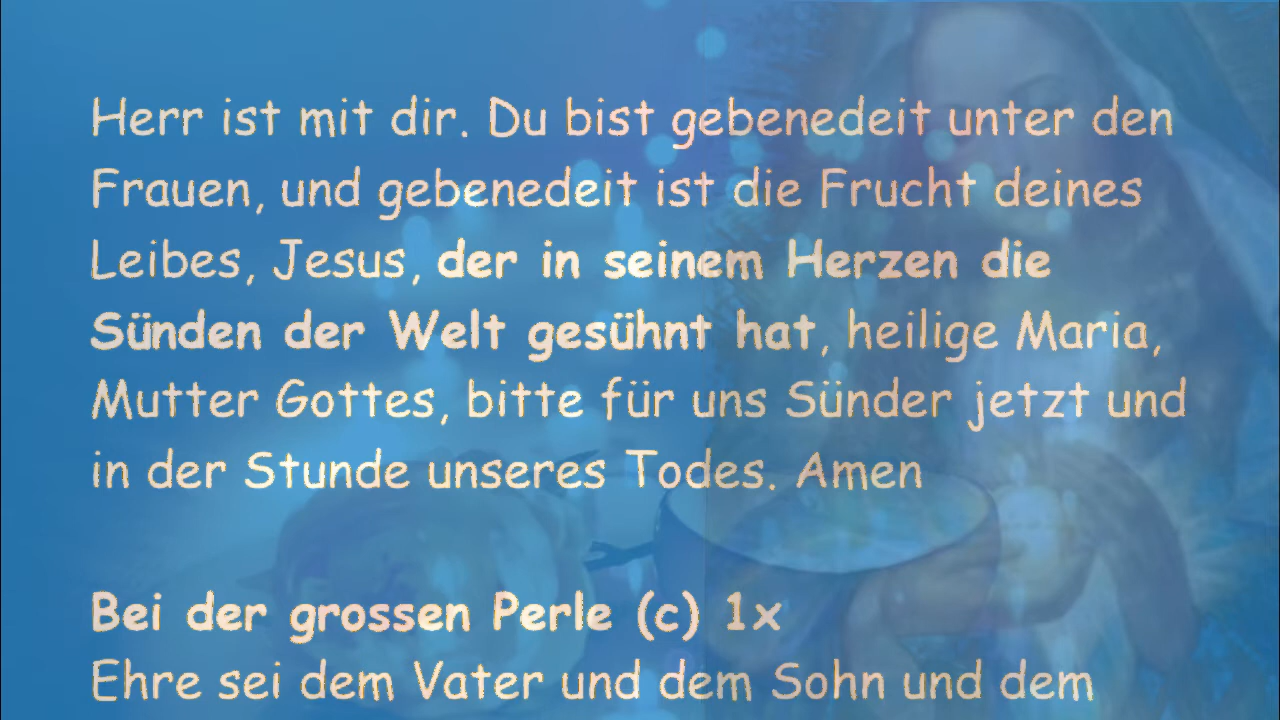 Herr ist mit dir. Du bist gebenedeit unter den
Frauen, und gebenedeit ist die Frucht deines
Leibes, Jesus, der in seinem Herzen die
Sünden der Welt gesühnt hat, heilige Maria,
Mutter Gottes, bitte für uns Sünder jetzt und
in der Stunde unseres Todes. Amen
Bei der grossen Perle (c) 1x
Ehre sei dem Vater und dem Sohn und dem